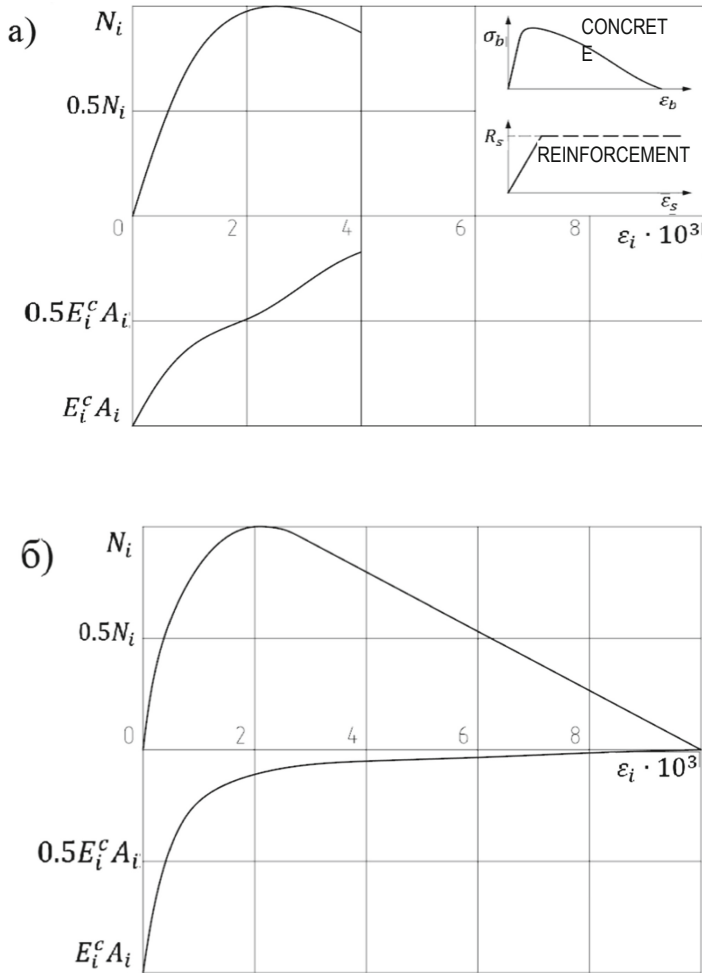 а)
N_i
0.5N_i
0 2 4 6 8
ε_i · 10³
0.5E_i^c A_i
E_i^c A_i
σ_b
CONCRET
E
ε_b
R_s
REINFORCEMENT
ε_s
б)
N_i
0.5N_i
0 2 4 6 8
ε_i · 10³
0.5E_i^c A_i
E_i^c A_i